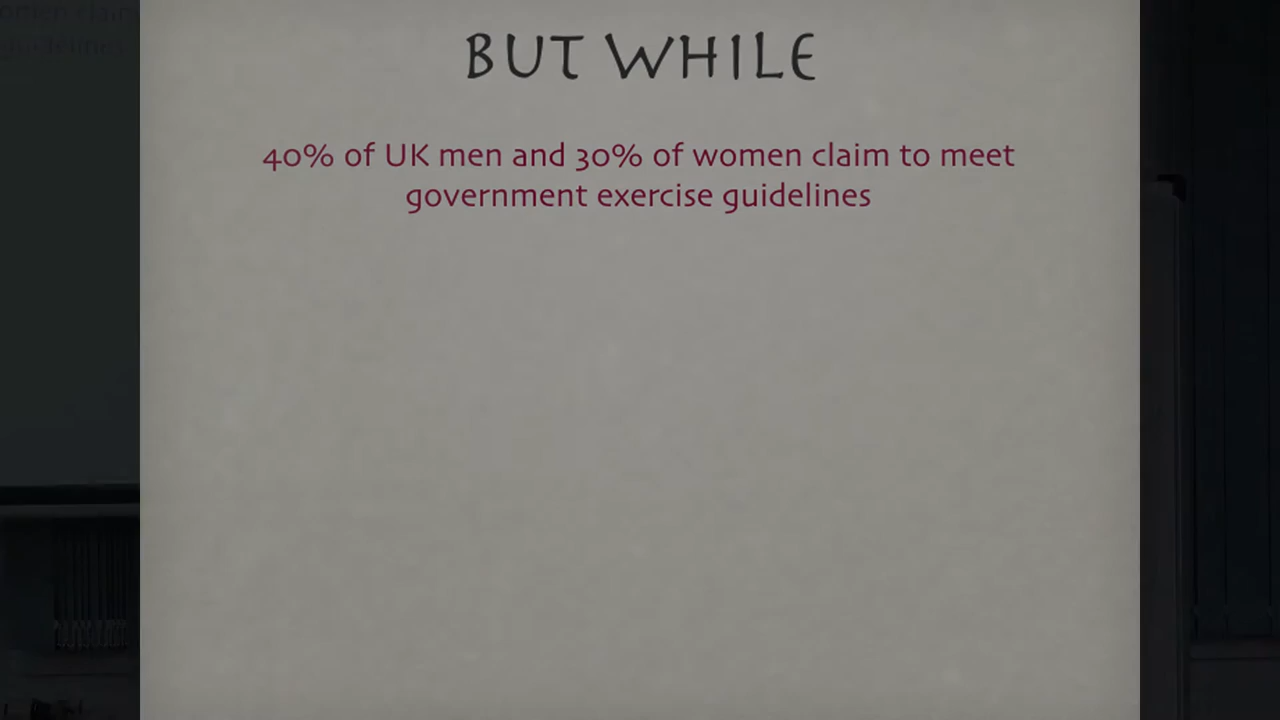 BUT WHILE
40% of UK men and 30% of women claim to meet
government exercise guidelines